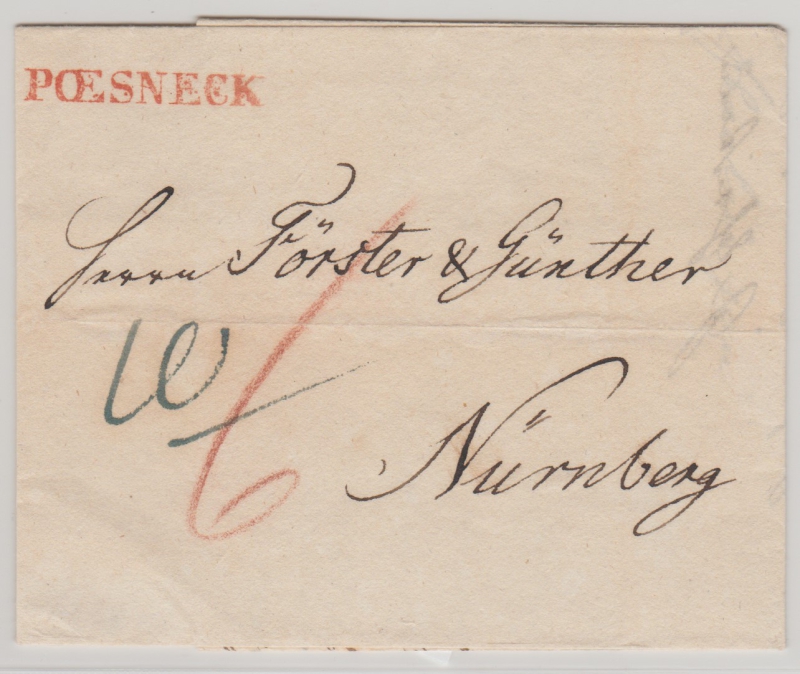 PŒSNECK
Herrn Förster & Günther
10
6
Nürnberg